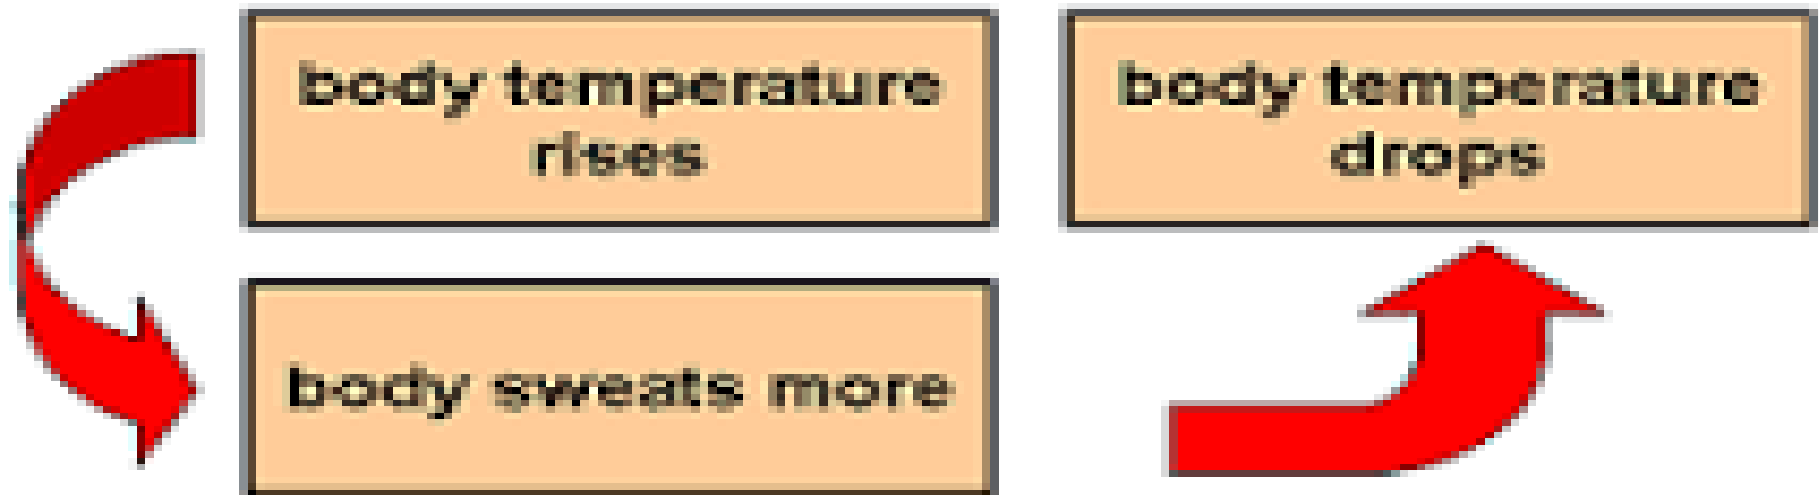 body temperature
rises
body sweats more
body temperature
drops